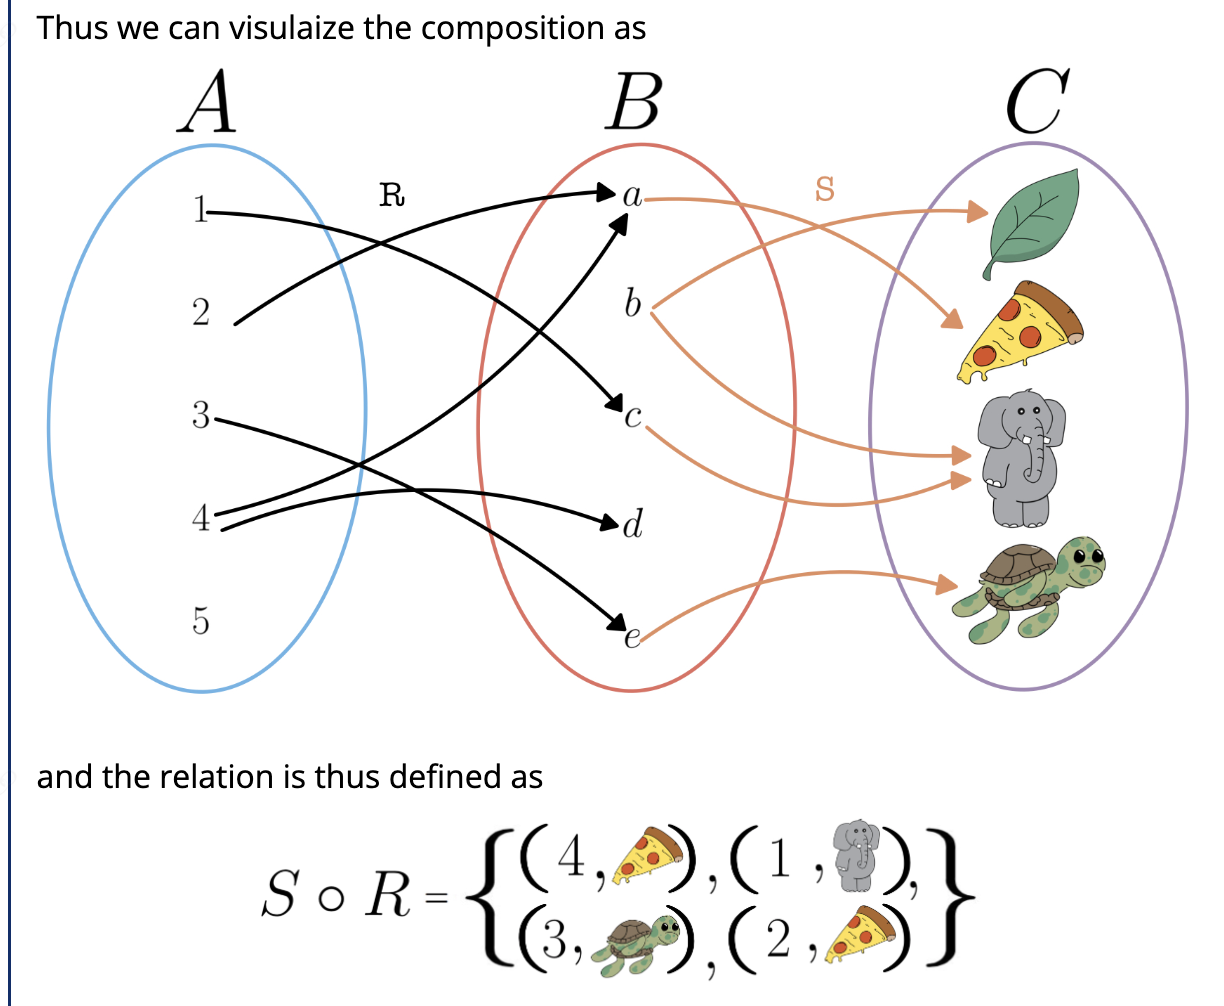 Thus we can visulaize the composition as
A B C
R S
1 a
2 b
3 c
4 d
5 e
and the relation is thus defined as
S ∘ R = {(4, ), (1 , ),
(3, ), (2 , )}